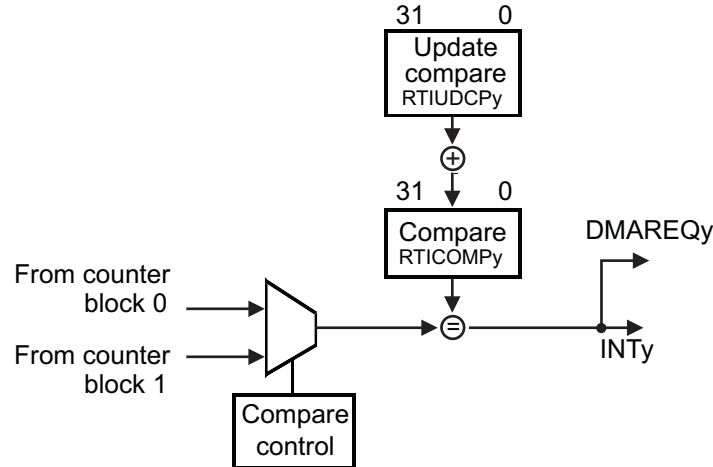 31 0
Update
compare
RTIUDCPy
+
31 0
Compare
RTICOMPy
DMAREQy
From counter
block 0
=
INTy
From counter
block 1
Compare
control